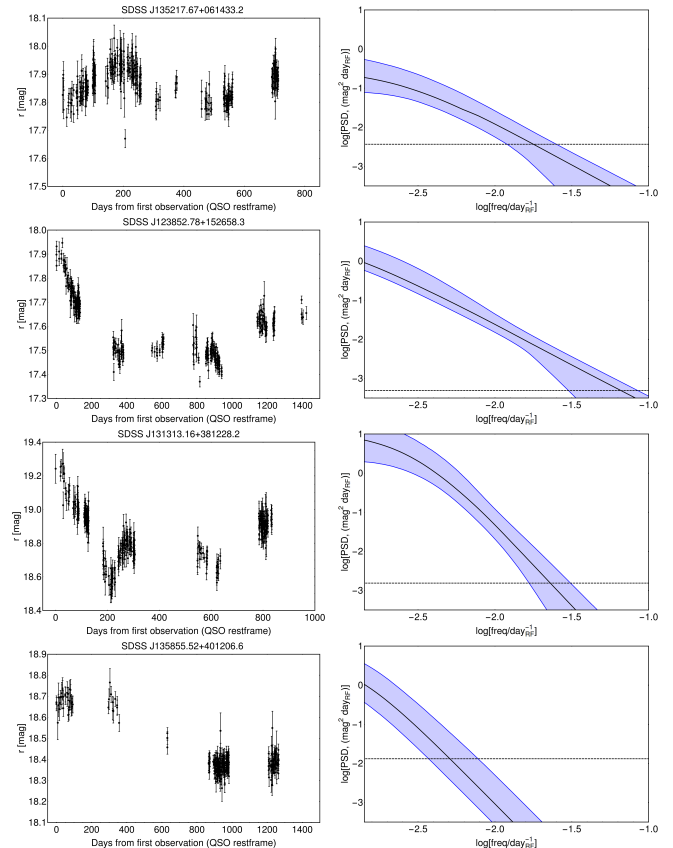 SDSS J135217.67+061433.2
18.1
18.0
17.9
17.8
17.7
17.6
17.5
r [mag]
0 200 400 600 800
Days from first observation (QSO restframe)
1
0
−1
−2
−3
log[PSD, (mag² day_RF)]
−2.5 −2.0 −1.5 −1.0
log[freq/day_RF^−1]
SDSS J123852.78+152658.3
18.0
17.9
17.8
17.7
17.6
17.5
17.4
17.3
r [mag]
0 200 400 600 800 1000 1200 1400
Days from first observation (QSO restframe)
1
0
−1
−2
−3
log[PSD, (mag² day_RF)]
−2.5 −2.0 −1.5 −1.0
log[freq/day_RF^−1]
SDSS J131313.16+381228.2
19.4
19.2
19.0
18.8
18.6
18.4
r [mag]
0 200 400 600 800 1000
Days from first observation (QSO restframe)
1
0
−1
−2
−3
log[PSD, (mag² day_RF)]
−2.5 −2.0 −1.5 −1.0
log[freq/day_RF^−1]
SDSS J135855.52+401206.6
18.9
18.8
18.7
18.6
18.5
18.4
18.3
18.2
18.1
r [mag]
0 200 400 600 800 1000 1200 1400
Days from first observation (QSO restframe)
1
0
−1
−2
−3
log[PSD, (mag² day_RF)]
−2.5 −2.0 −1.5 −1.0
log[freq/day_RF^−1]